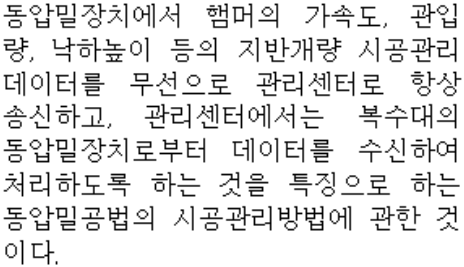 동압밀장치에서 햄머의 가속도, 관입
량, 낙하높이 등의 지반개량 시공관리
데이터를 무선으로 관리센터로 항상
송신하고, 관리센터에서는 복수대의
동압밀장치로부터 데이터를 수신하여
처리하도록 하는 것을 특징으로 하는
동압밀공법의 시공관리방법에 관한 것
이다.